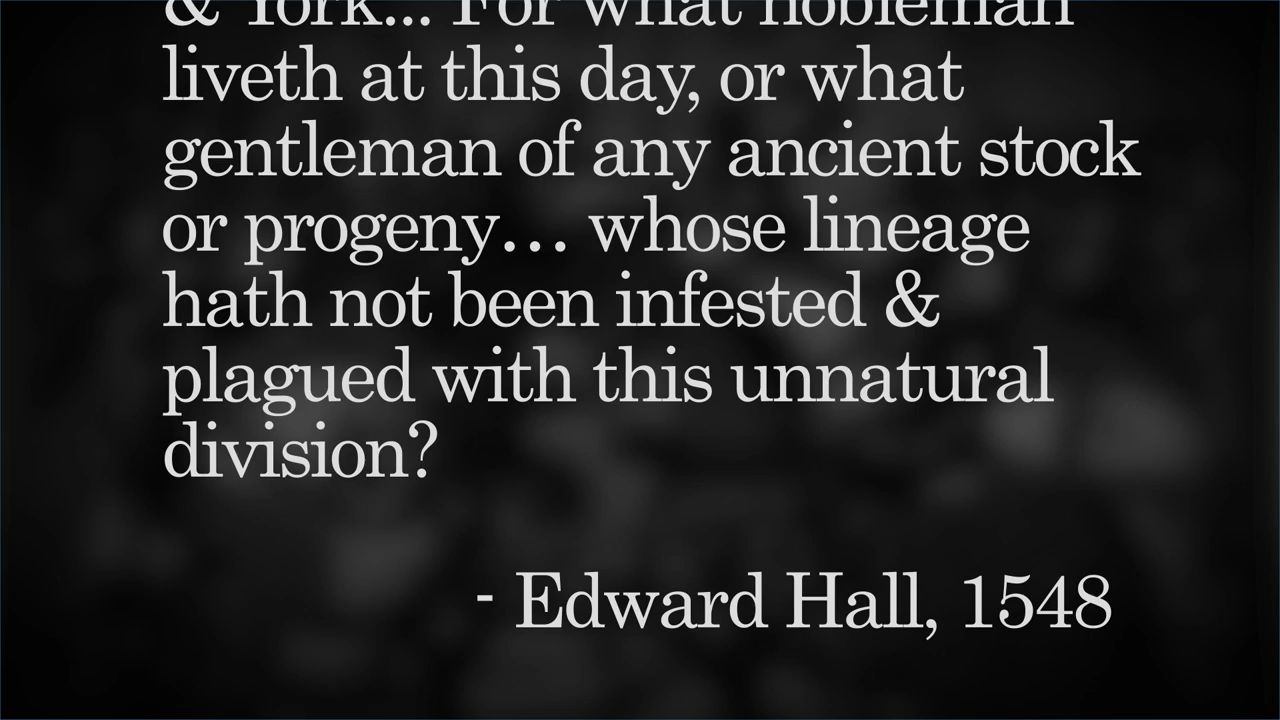 & York... For what nobleman
liveth at this day, or what
gentleman of any ancient stock
or progeny… whose lineage
hath not been infested &
plagued with this unnatural
division?
- Edward Hall, 1548